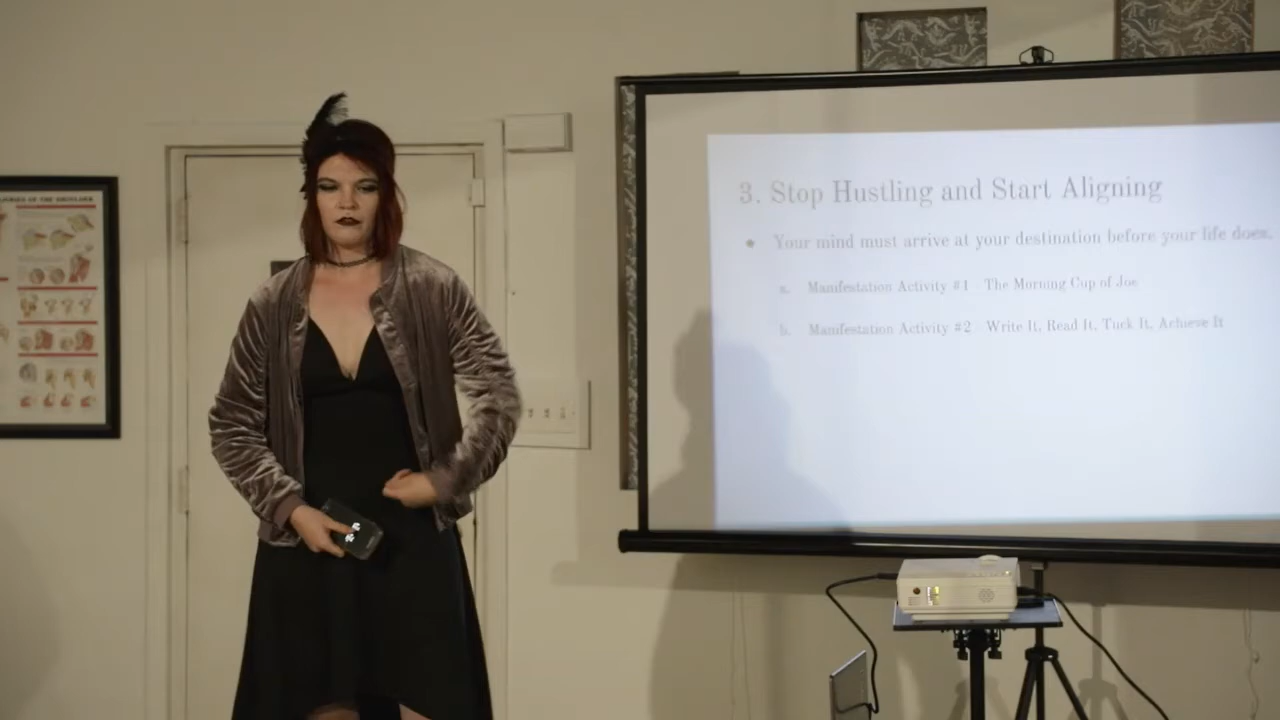 3. Stop Hustling and Start Aligning
Your mind must arrive at your destination before your life does.
a. Manifestation Activity #1 The Morning Cup of Joe
b. Manifestation Activity #2 Write It, Read It, Tuck It, Achieve It